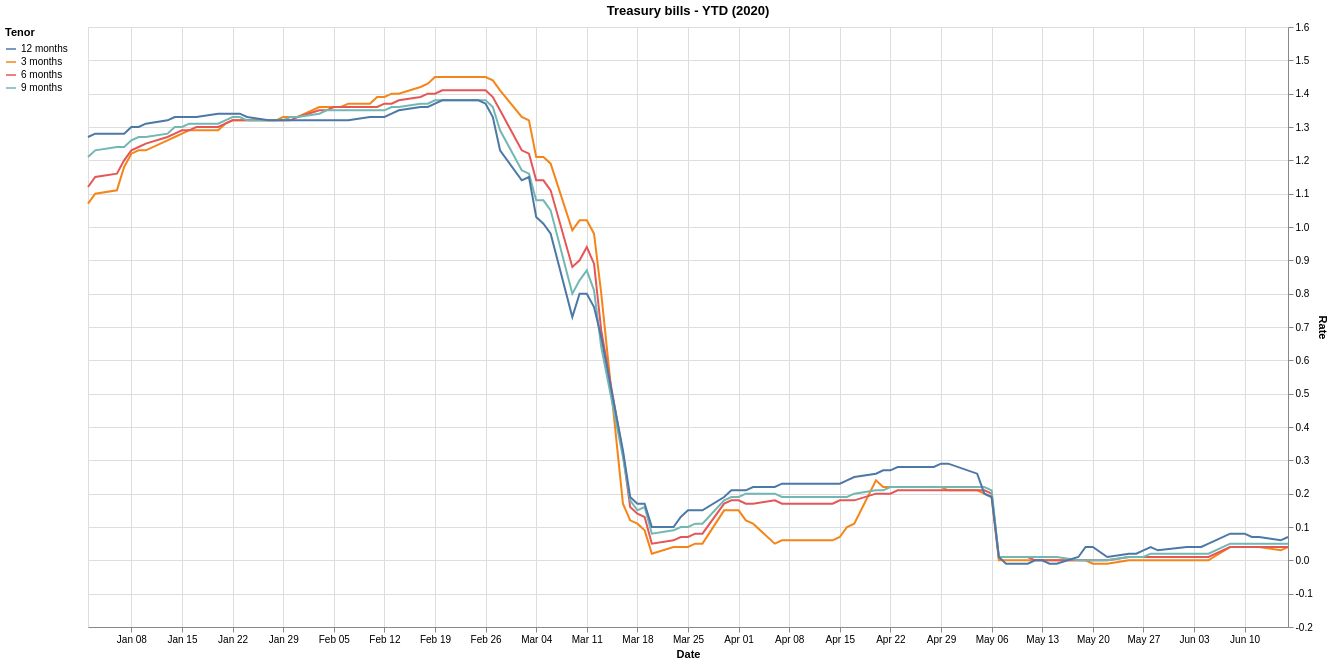 Treasury bills - YTD (2020)
Tenor
12 months
3 months
6 months
9 months
1.6
1.5
1.4
1.3
1.2
1.1
1.0
0.9
0.8
0.7
0.6
0.5
0.4
0.3
0.2
0.1
0.0
-0.1
-0.2
Rate
Jan 08 Jan 15 Jan 22 Jan 29 Feb 05 Feb 12 Feb 19 Feb 26 Mar 04 Mar 11 Mar 18 Mar 25 Apr 01 Apr 08 Apr 15 Apr 22 Apr 29 May 06 May 13 May 20 May 27 Jun 03 Jun 10
Date